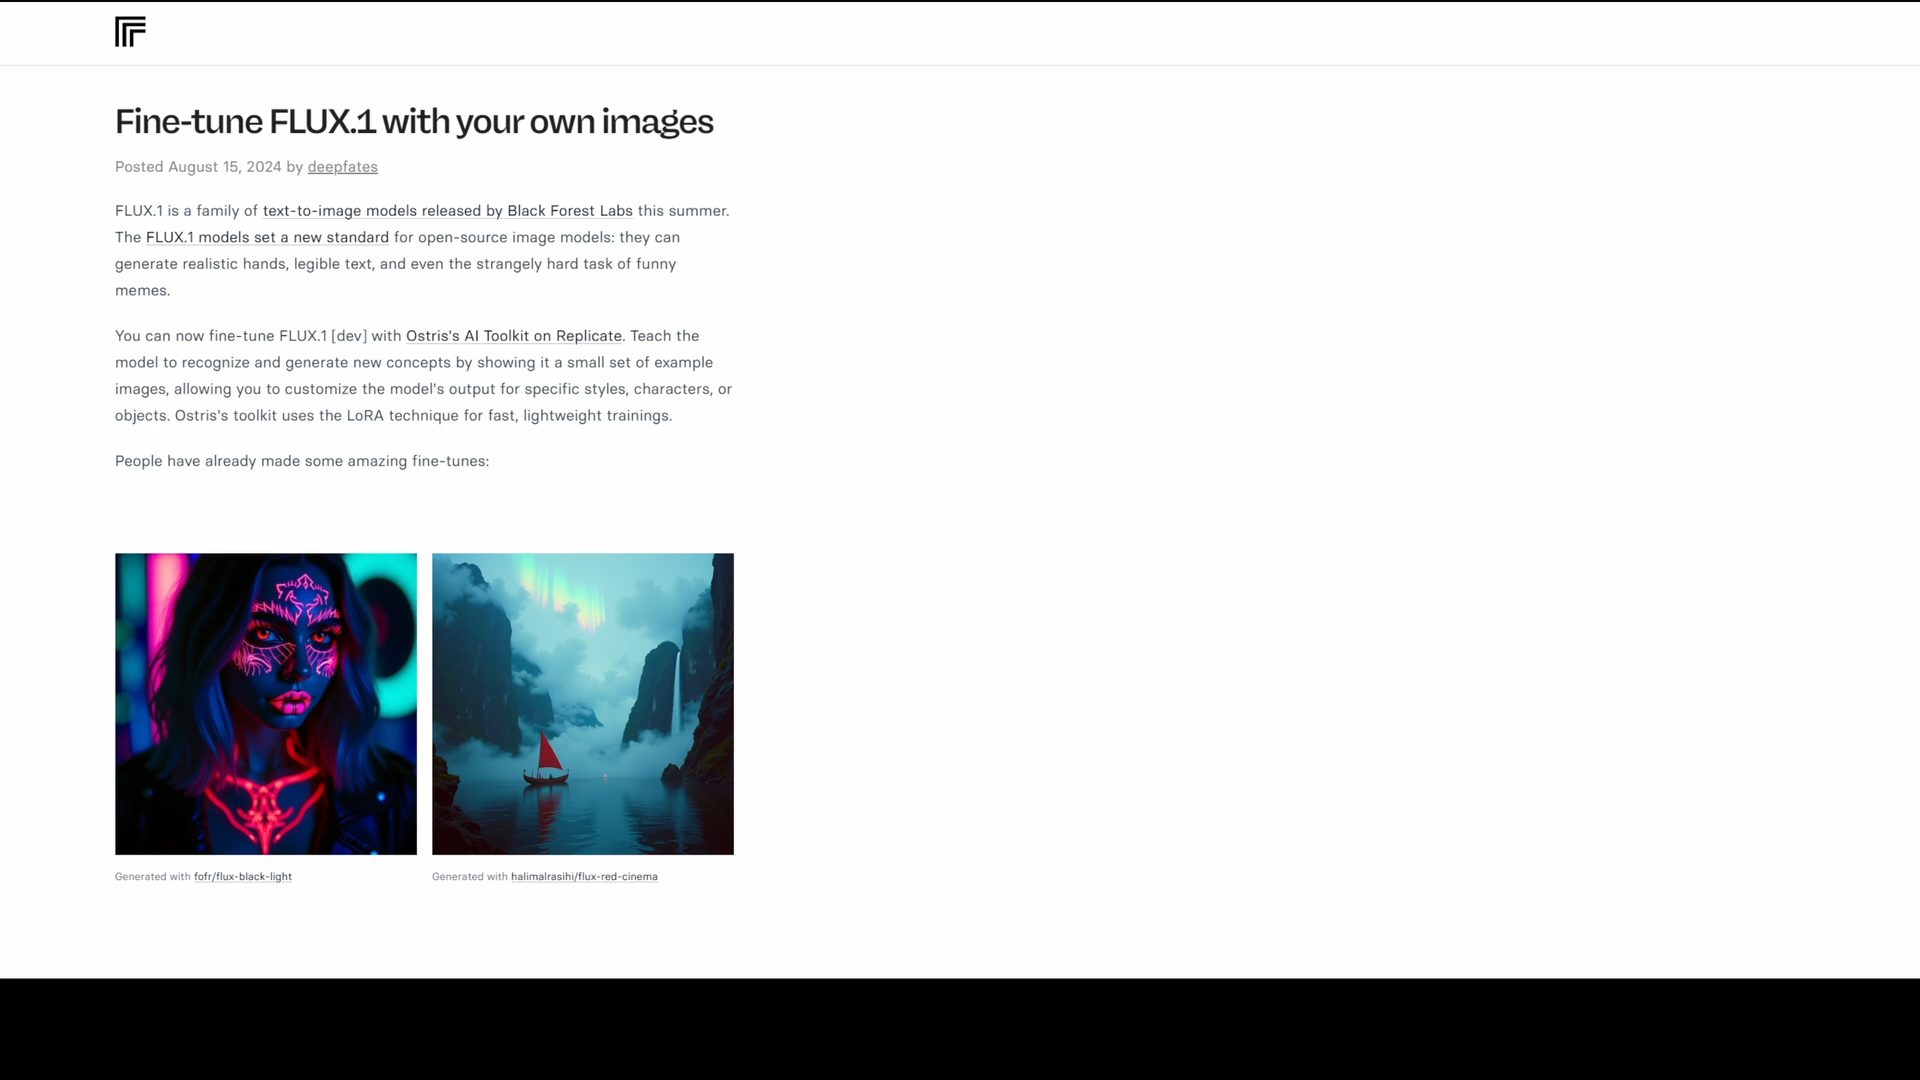 Fine-tune FLUX.1 with your own images
Posted August 15, 2024 by deepfates
FLUX.1 is a family of text-to-image models released by Black Forest Labs this summer.
The FLUX.1 models set a new standard for open-source image models: they can
generate realistic hands, legible text, and even the strangely hard task of funny
memes.
You can now fine-tune FLUX.1 [dev] with Ostris's AI Toolkit on Replicate. Teach the
model to recognize and generate new concepts by showing it a small set of example
images, allowing you to customize the model's output for specific styles, characters, or
objects. Ostris's toolkit uses the LoRA technique for fast, lightweight trainings.
People have already made some amazing fine-tunes:
Generated with fofr/flux-black-light
Generated with halimalrasihi/flux-red-cinema